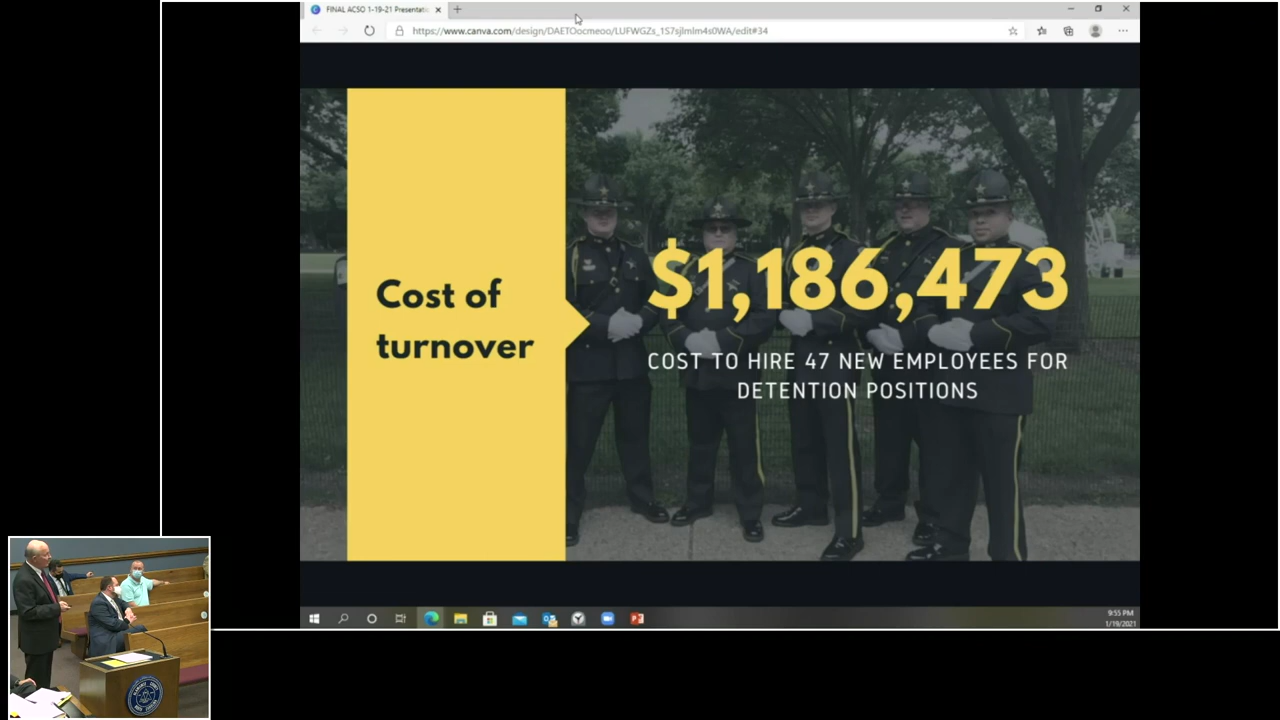 FINAL ACSO 1-19-21 Presentati
https://www.canva.com/design/DAETOocmeoo/LUFWGZs_1S7sjlmlm4s0WA/edit#34
Cost of
turnover
$1,186,473
COST TO HIRE 47 NEW EMPLOYEES FOR
DETENTION POSITIONS
9:55 PM
1/19/2021